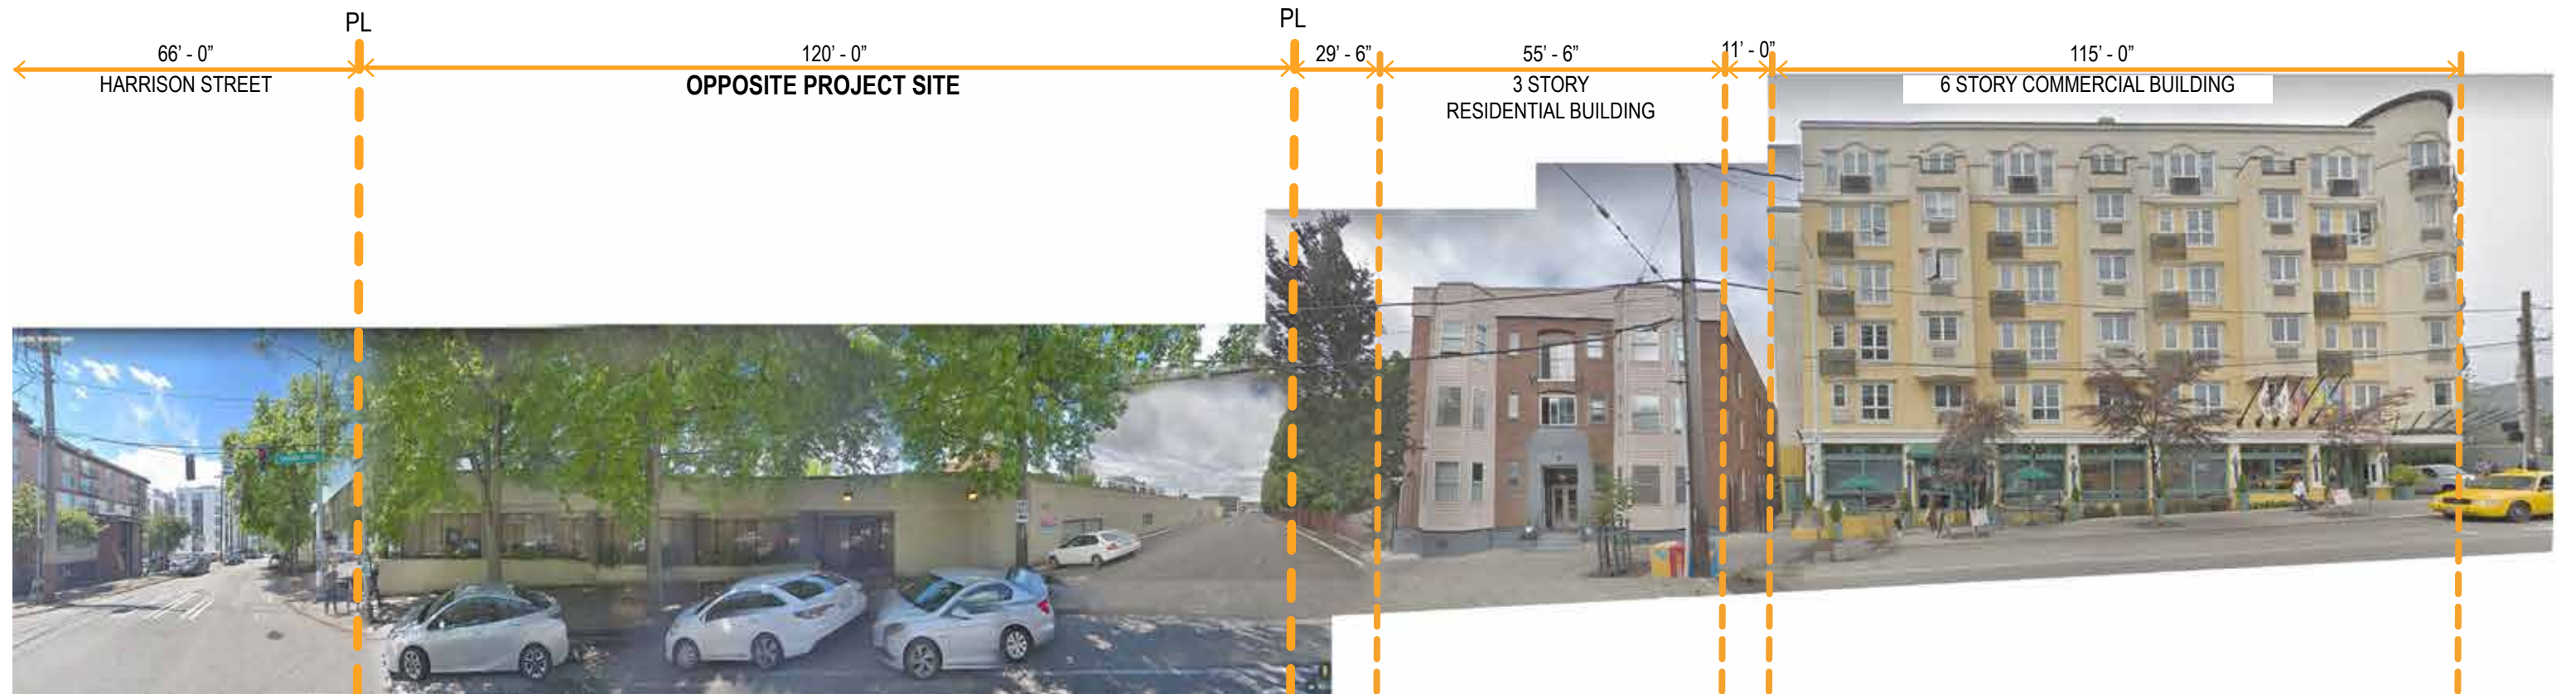 PL
PL
66’ - 0”
120’ - 0”
29’ - 6”
55’ - 6”
11’ - 0”
115’ - 0”
HARRISON STREET
OPPOSITE PROJECT SITE
3 STORY
RESIDENTIAL BUILDING
6 STORY COMMERCIAL BUILDING